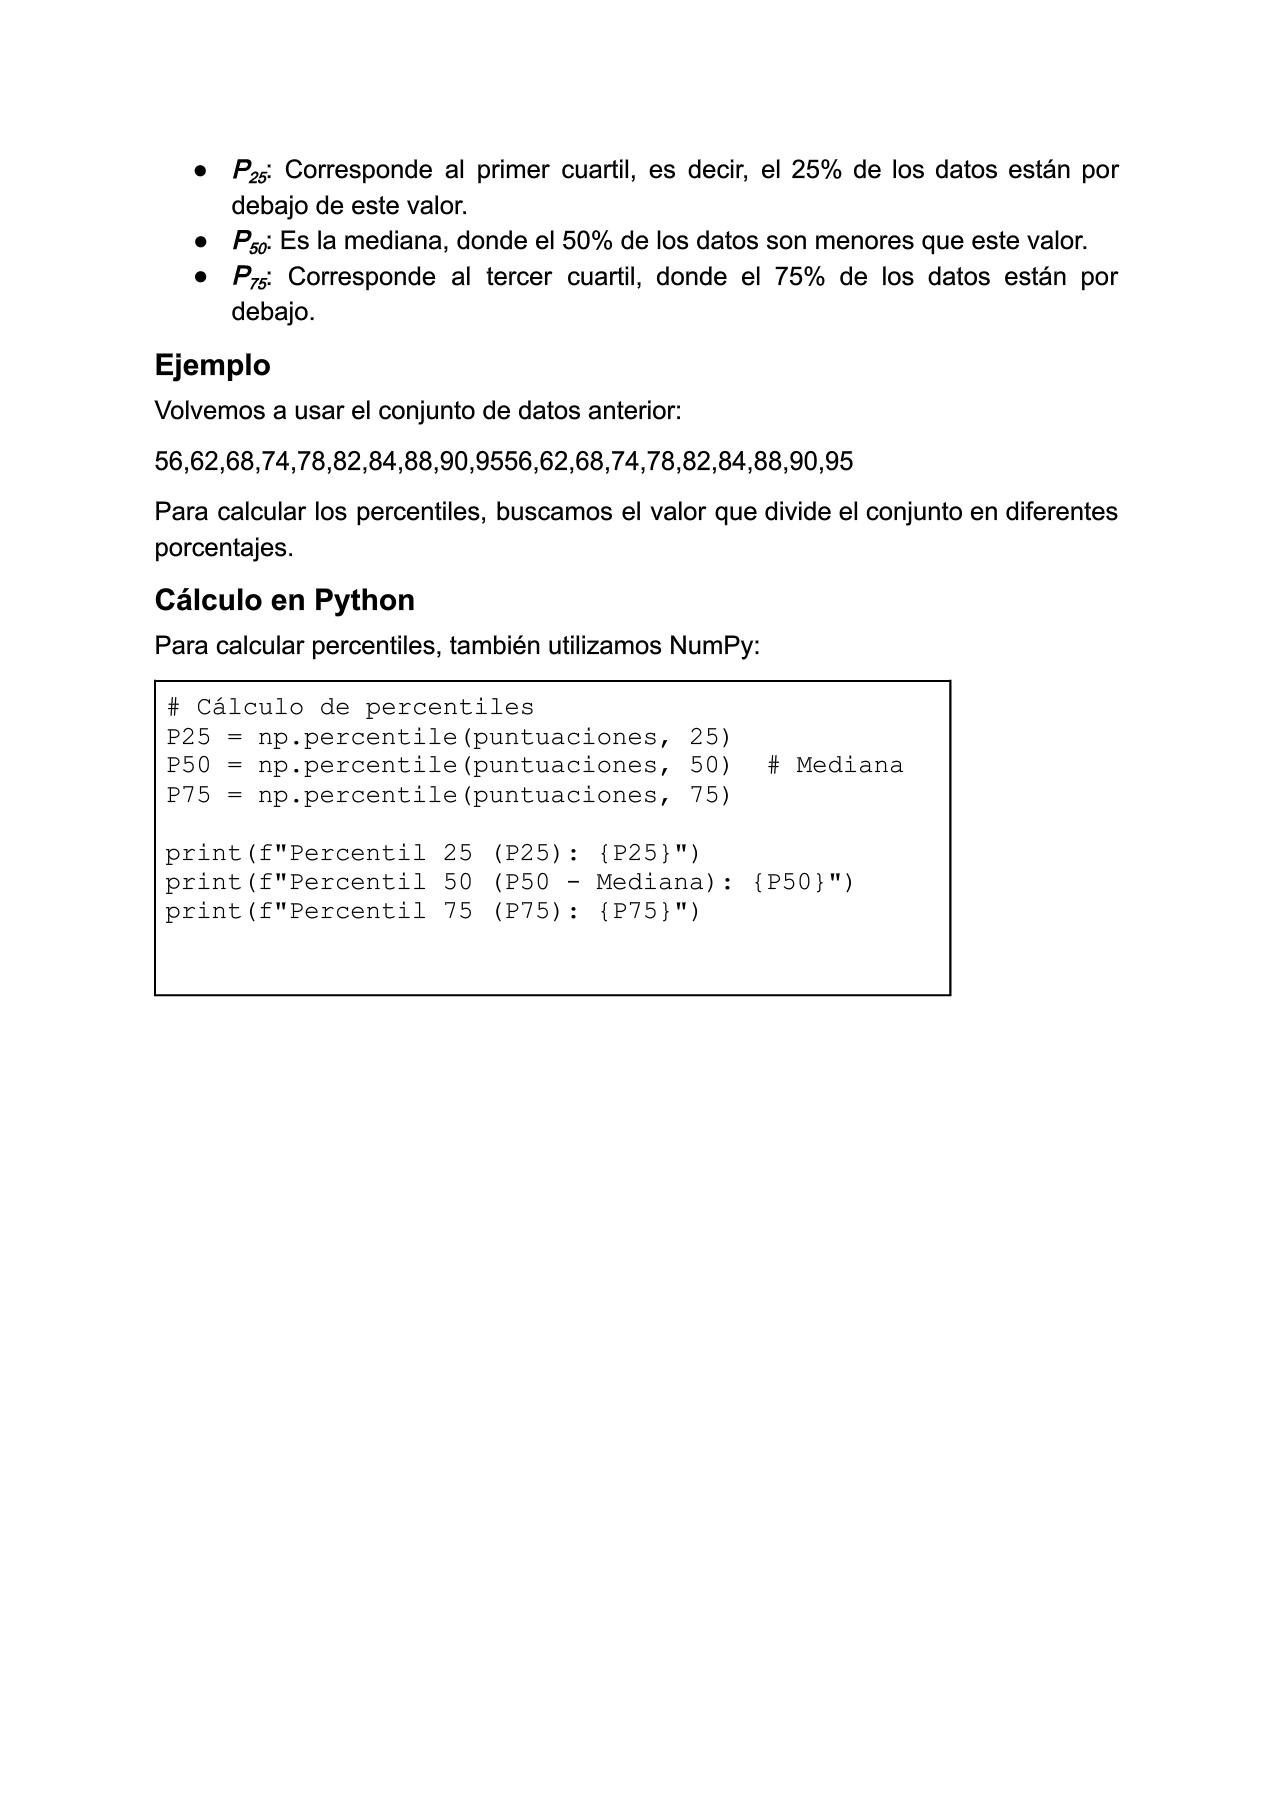 ● P25: Corresponde al primer cuartil, es decir, el 25% de los datos están por
debajo de este valor.
● P50: Es la mediana, donde el 50% de los datos son menores que este valor.
● P75: Corresponde al tercer cuartil, donde el 75% de los datos están por
debajo.
Ejemplo
Volvemos a usar el conjunto de datos anterior:
56,62,68,74,78,82,84,88,90,9556,62,68,74,78,82,84,88,90,95
Para calcular los percentiles, buscamos el valor que divide el conjunto en diferentes
porcentajes.
Cálculo en Python
Para calcular percentiles, también utilizamos NumPy:
# Cálculo de percentiles
P25 = np.percentile(puntuaciones, 25)
P50 = np.percentile(puntuaciones, 50)  # Mediana
P75 = np.percentile(puntuaciones, 75)
print(f"Percentil 25 (P25): {P25}")
print(f"Percentil 50 (P50 - Mediana): {P50}")
print(f"Percentil 75 (P75): {P75}")